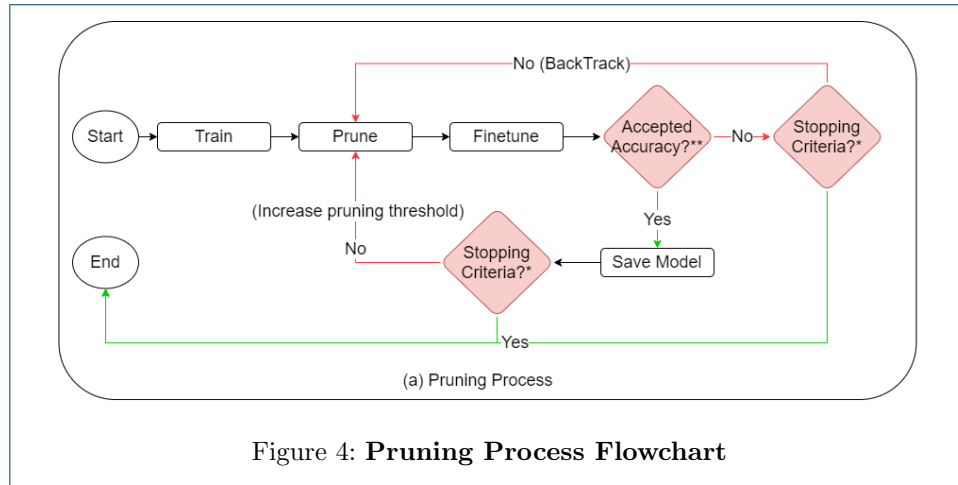 No (BackTrack)
Start
Train
Prune
Finetune
Accepted
Accuracy?**
No
Stopping
Criteria?*
(Increase pruning threshold)
Yes
No
End
Stopping
Criteria?*
Save Model
Yes
(a) Pruning Process
Figure 4: Pruning Process Flowchart